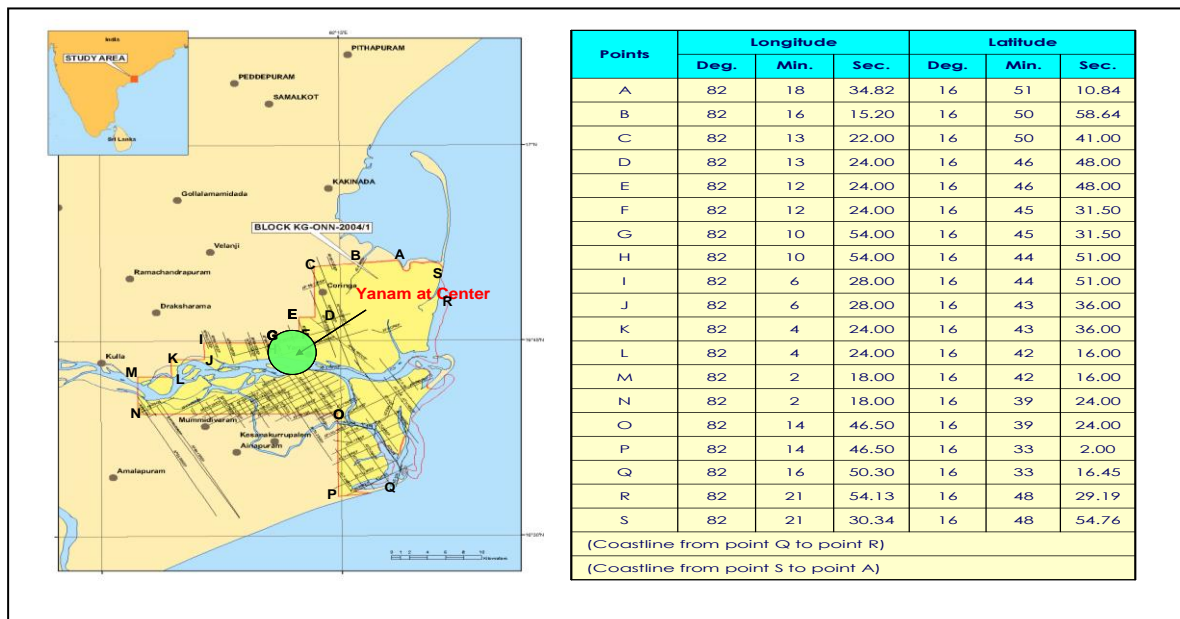 India
STUDY AREA
Sri Lanka
PITHAPURAM
PEDDEPURAM
SAMALKOT
17°N
KAKINADA
Gollalamamidada
BLOCK KG-ONN-2004/1
Velanji
B A
C S
Ramachandrapuram
Coringa
Yanam at Center
R
Draksharama
E D
F
G
I
Kulla
K J
M L
N O
Mummidivaram
Kesanakurrupalem
Ainapuram
Amalapuram
P Q
Points Longitude Latitude
Deg. Min. Sec. Deg. Min. Sec.
A 82 18 34.82 16 51 10.84
B 82 16 15.20 16 50 58.64
C 82 13 22.00 16 50 41.00
D 82 13 24.00 16 46 48.00
E 82 12 24.00 16 46 48.00
F 82 12 24.00 16 45 31.50
G 82 10 54.00 16 45 31.50
H 82 10 54.00 16 44 51.00
I 82 6 28.00 16 44 51.00
J 82 6 28.00 16 43 36.00
K 82 4 24.00 16 43 36.00
L 82 4 24.00 16 42 16.00
M 82 2 18.00 16 42 16.00
N 82 2 18.00 16 39 24.00
O 82 14 46.50 16 39 24.00
P 82 14 46.50 16 33 2.00
Q 82 16 50.30 16 33 16.45
R 82 21 54.13 16 48 29.19
S 82 21 30.34 16 48 54.76
(Coastline from point Q to point R)
(Coastline from point S to point A)